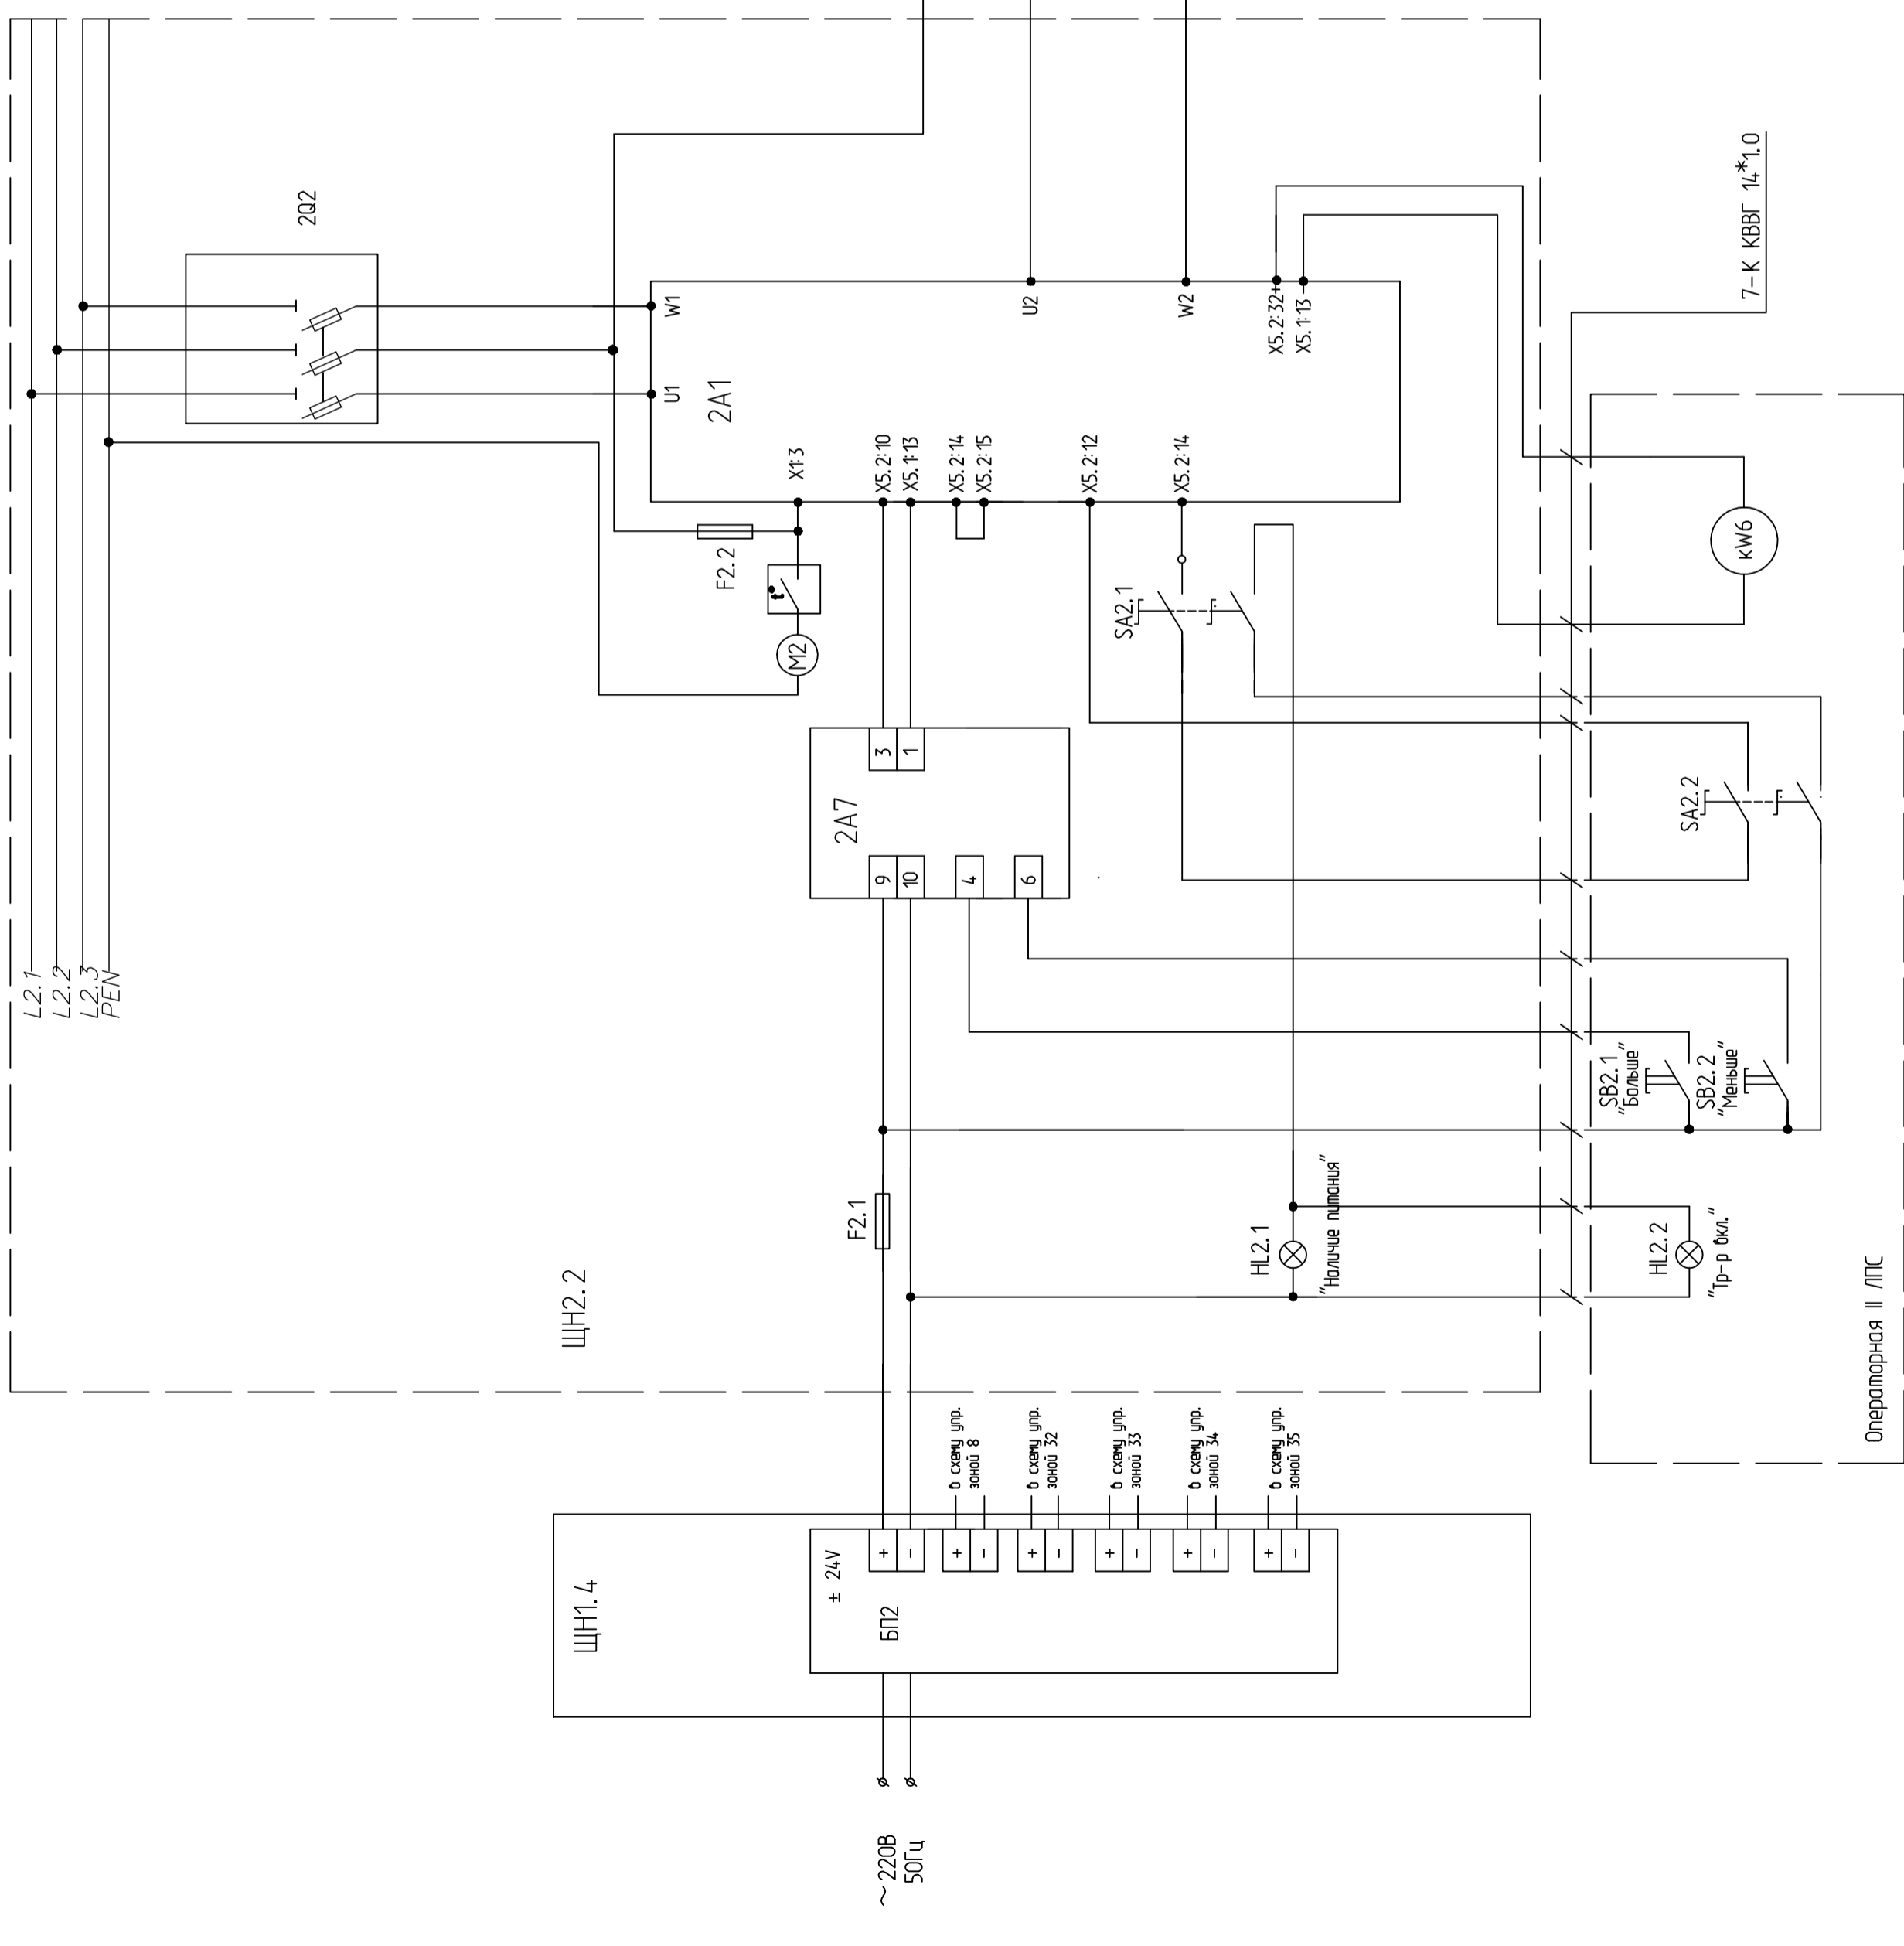 L2.1
L2.2
L2.3
PEN
2Q2
W1
U1
2A1
U2
W2
X5.2:32+
X5.1:13 -
X1:3
X5.2:10
X5.1:13
X5.2:14
X5.2:15
X5.2:12
X5.2:14
F2.2
t°
M2
SA2.1
кW6
7-К КВВГ 14*1.0
2A7
3
1
9
10
4
6
SA2.2
SB2.1
"Больше"
SB2.2
"Меньше"
F2.1
HL2.1
"Наличие питания"
HL2.2
"Тр-р вкл."
ЩН2.2
Операторная II ЛПС
ЩН1.4
± 24V
БП2
+
-
+
-
+
-
+
-
+
-
+
-
в схему упр.
зоной 8
в схему упр.
зоной 32
в схему упр.
зоной 33
в схему упр.
зоной 34
в схему упр.
зоной 35
~220В
50Гц